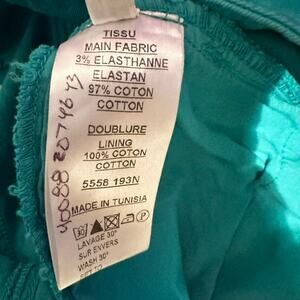 TISSU
MAIN FABRIC
3% ELASTHANNE
ELASTAN
97% COTON
COTTON
DOUBLURE
LINING
100% COTON
COTTON
5558 193N
MADE IN TUNISIA
30
P
LAVAGE 30°
SUR ENVERS
WASH 30°